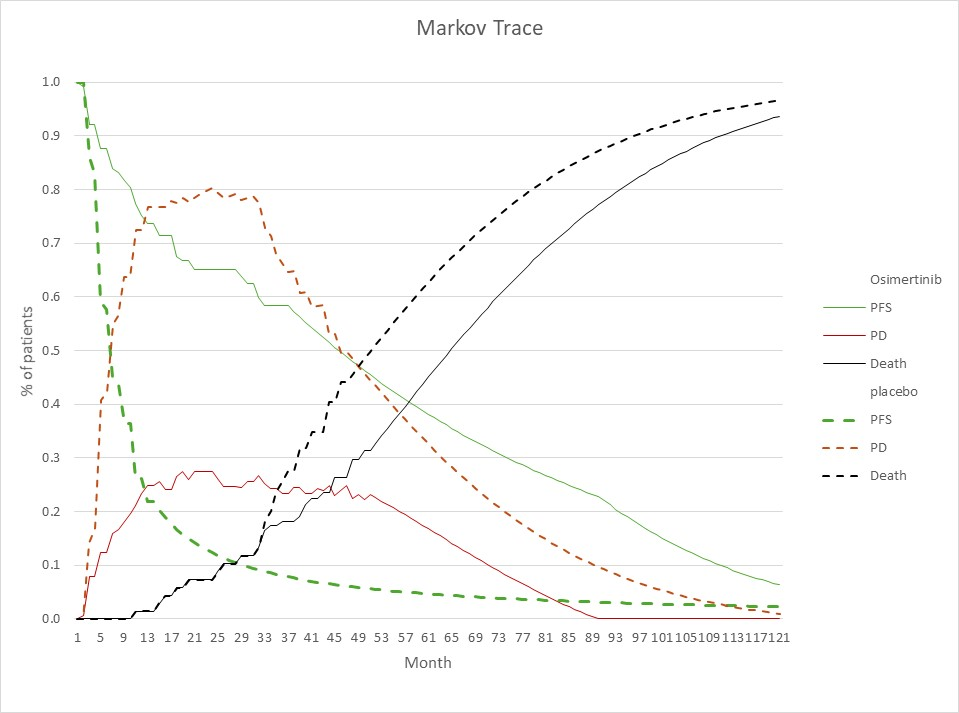 Markov Trace
1.0
0.9
0.8
0.7
0.6
0.5
0.4
0.3
0.2
0.1
0.0
% of patients
1 5 9 13 17 21 25 29 33 37 41 45 49 53 57 61 65 69 73 77 81 85 89 93 97 101 105 109 113 117 121
Month
Osimertinib
PFS
PD
Death
placebo
PFS
PD
Death